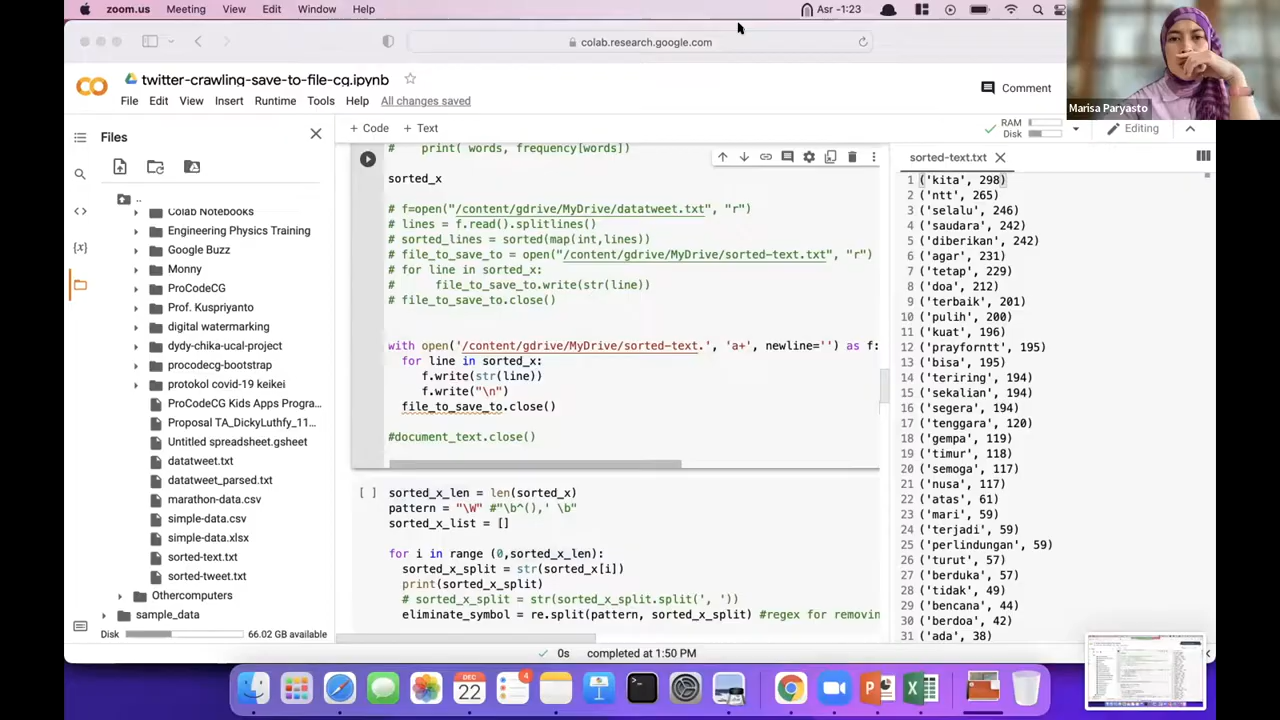 zoom.us Meeting View Edit Window Help Asr -1:23
colab.research.google.com
twitter-crawling-save-to-file-cg.ipynb
Comment
File Edit View Insert Runtime Tools Help All changes saved
Marisa Paryasto
Files
+ Code + Text
RAM
Disk
Editing
..
Colab Notebooks
Engineering Physics Training
Google Buzz
Monny
ProCodeCG
Prof. Kuspriyanto
digital watermarking
dydy-chika-ucal-project
procodecg-bootstrap
protokol covid-19 keikei
ProCodeCG Kids Apps Progra...
Proposal TA_DickyLuthfy_11...
Untitled spreadsheet.gsheet
datatweet.txt
datatweet_parsed.txt
marathon-data.csv
simple-data.csv
simple-data.xlsx
sorted-text.txt
sorted-tweet.txt
Othercomputers
sample_data
Disk 66.02 GB available
# print( words, frequency[words])
sorted_x
# f=open("/content/gdrive/MyDrive/datatweet.txt", "r")
# lines = f.read().splitlines()
# sorted_lines = sorted(map(int,lines))
# file_to_save_to = open("/content/gdrive/MyDrive/sorted-text.txt", "r")
# for line in sorted_x:
# file_to_save_to.write(str(line))
# file_to_save_to.close()
with open('/content/gdrive/MyDrive/sorted-text.', 'a+', newline='') as f:
for line in sorted_x:
f.write(str(line))
f.write("\n")
file_to_save_to.close()
#document_text.close()
[ ] sorted_x_len = len(sorted_x)
pattern = "\W" #"\b^(),' \b"
sorted_x_list = []
for i in range (0,sorted_x_len):
sorted_x_split = str(sorted_x[i])
print(sorted_x_split)
# sorted_x_split = str(sorted_x_split.split(', '))
eliminate_symbol = re.split(pattern, sorted_x_split) #regex for removin
0s completed at 1:50 PM
sorted-text.txt
1 ('kita', 298)
2 ('ntt', 265)
3 ('selalu', 246)
4 ('saudara', 242)
5 ('diberikan', 242)
6 ('agar', 231)
7 ('tetap', 229)
8 ('doa', 212)
9 ('terbaik', 201)
10 ('pulih', 200)
11 ('kuat', 196)
12 ('prayforntt', 195)
13 ('bisa', 195)
14 ('teriring', 194)
15 ('sekalian', 194)
16 ('segera', 194)
17 ('tenggara', 120)
18 ('gempa', 119)
19 ('timur', 118)
20 ('semoga', 117)
21 ('nusa', 117)
22 ('atas', 61)
23 ('mari', 59)
24 ('terjadi', 59)
25 ('perlindungan', 59)
26 ('turut', 57)
27 ('berduka', 57)
28 ('tidak', 49)
29 ('bencana', 44)
30 ('berdoa', 42)
31 ('ada', 38)
22
4